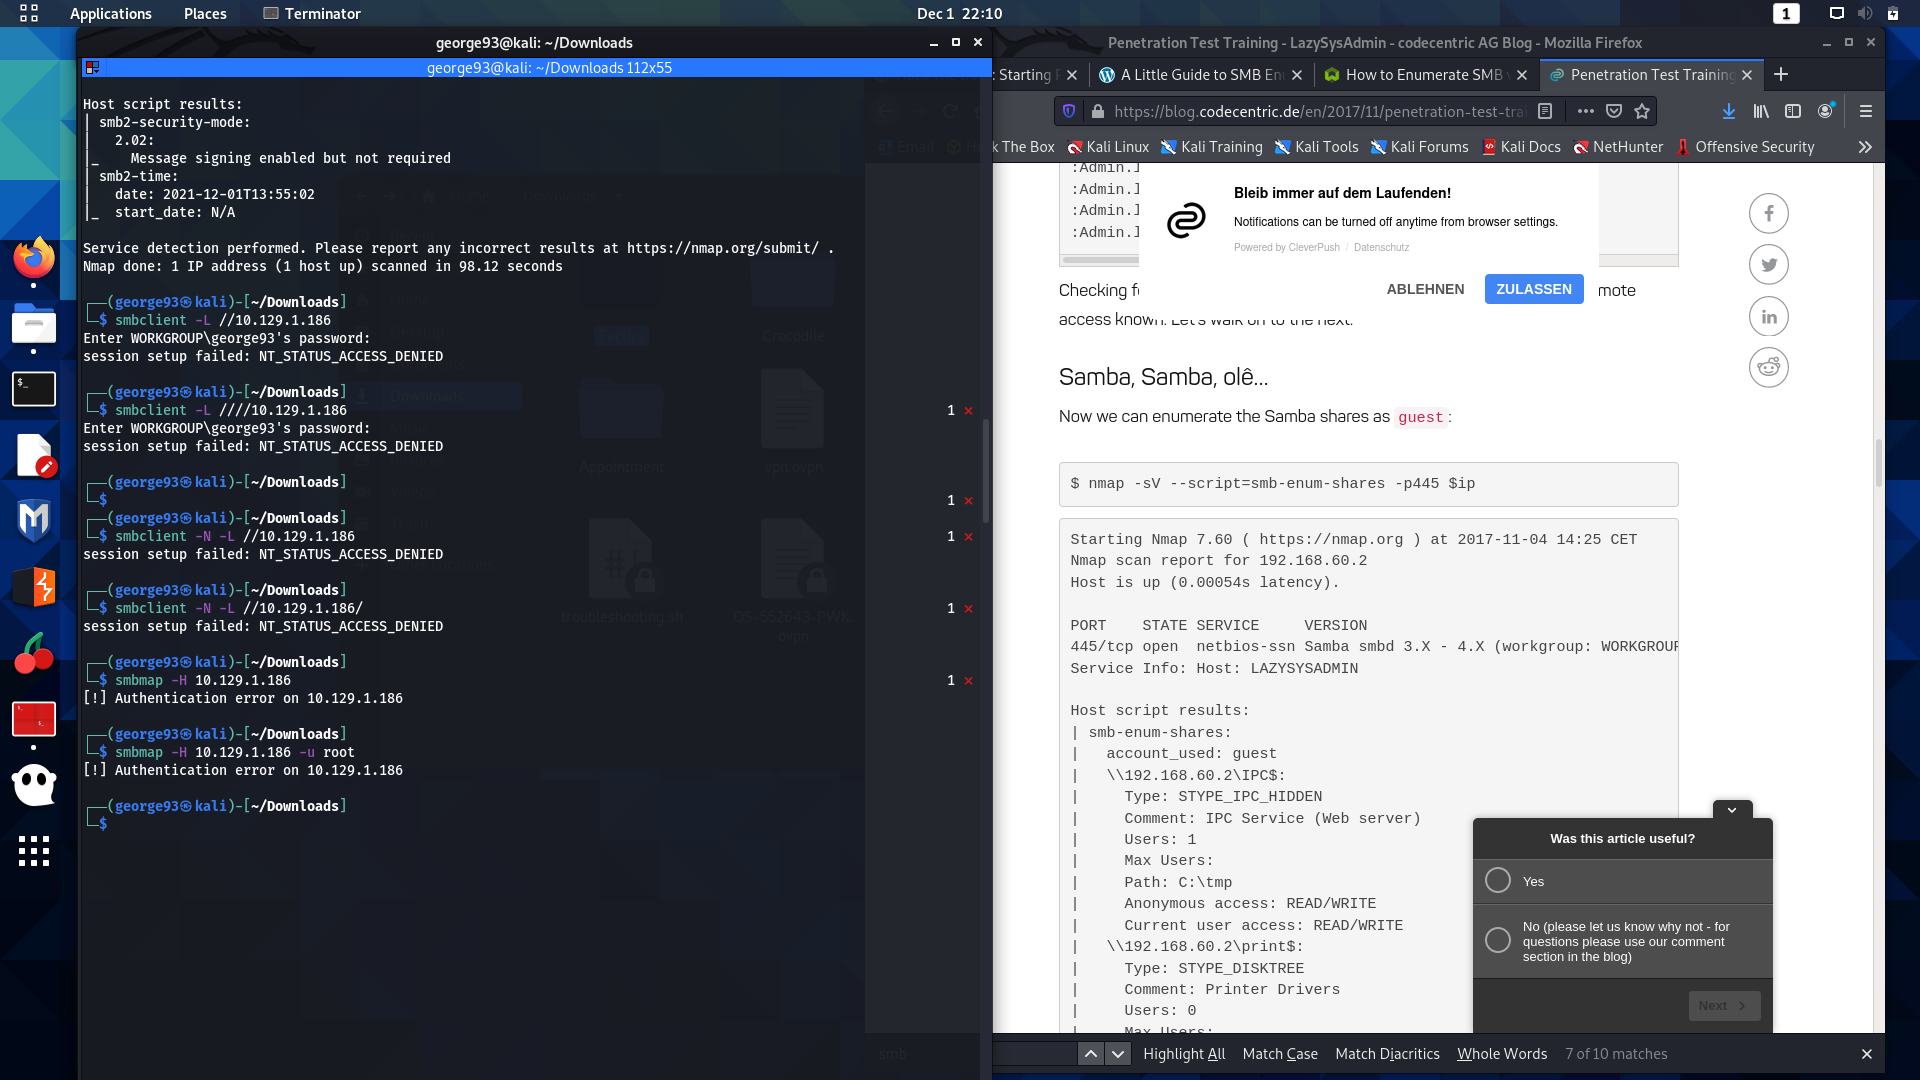 Applications
Places
Terminator
Dec 1 22:10
1
george93@kali: ~/Downloads
george93@kali: ~/Downloads 112x55
Host script results:
| smb2-security-mode:
|   2.02:
|_    Message signing enabled but not required
| smb2-time:
|   date: 2021-12-01T13:55:02
|_  start_date: N/A
Service detection performed. Please report any incorrect results at https://nmap.org/submit/ .
Nmap done: 1 IP address (1 host up) scanned in 98.12 seconds
┌──(george93㉿kali)-[~/Downloads]
└─$ smbclient -L //10.129.1.186
Enter WORKGROUP\george93's password:
session setup failed: NT_STATUS_ACCESS_DENIED
┌──(george93㉿kali)-[~/Downloads]
└─$ smbclient -L ////10.129.1.186 1 ⨯
Enter WORKGROUP\george93's password:
session setup failed: NT_STATUS_ACCESS_DENIED
┌──(george93㉿kali)-[~/Downloads]
└─$ 1 ⨯
┌──(george93㉿kali)-[~/Downloads]
└─$ smbclient -N -L //10.129.1.186 1 ⨯
session setup failed: NT_STATUS_ACCESS_DENIED
┌──(george93㉿kali)-[~/Downloads]
└─$ smbclient -N -L //10.129.1.186/ 1 ⨯
session setup failed: NT_STATUS_ACCESS_DENIED
┌──(george93㉿kali)-[~/Downloads]
└─$ smbmap -H 10.129.1.186 1 ⨯
[!] Authentication error on 10.129.1.186
┌──(george93㉿kali)-[~/Downloads]
└─$ smbmap -H 10.129.1.186 -u root
[!] Authentication error on 10.129.1.186
┌──(george93㉿kali)-[~/Downloads]
└─$
Home
Downloads
Crocodile
Downloads
Appointment
vpn.ovpn
troubleshooting.sh
OS-552643-PWK.
ovpn
smb
Penetration Test Training - LazySysAdmin - codecentric AG Blog - Mozilla Firefox
: Starting
A Little Guide to SMB En
How to Enumerate SMB
Penetration Test Training
https://blog.codecentric.de/en/2017/11/penetration-test-trai
Email
The Box
Kali Linux
Kali Training
Kali Tools
Kali Forums
Kali Docs
NetHunter
Offensive Security
:Admin.
:Admin.
:Admin.
:Admin.
Bleib immer auf dem Laufenden!
Notifications can be turned off anytime from browser settings.
Powered by CleverPush / Datenschutz
ABLEHNEN
ZULASSEN
Checking mote
access known. Let's walk on to the next.
Samba, Samba, olê...
Now we can enumerate the Samba shares as guest:
$ nmap -sV --script=smb-enum-shares -p445 $ip
Starting Nmap 7.60 ( https://nmap.org ) at 2017-11-04 14:25 CET
Nmap scan report for 192.168.60.2
Host is up (0.00054s latency).
PORT    STATE SERVICE     VERSION
445/tcp open  netbios-ssn Samba smbd 3.X - 4.X (workgroup: WORKGROUP
Service Info: Host: LAZYSYSADMIN
Host script results:
| smb-enum-shares:
|   account_used: guest
|   \\192.168.60.2\IPC$:
|     Type: STYPE_IPC_HIDDEN
|     Comment: IPC Service (Web server)
|     Users: 1
|     Max Users:
|     Path: C:\tmp
|     Anonymous access: READ/WRITE
|     Current user access: READ/WRITE
|   \\192.168.60.2\print$:
|     Type: STYPE_DISKTREE
|     Comment: Printer Drivers
|     Users: 0
|     Max Users:
Was this article useful?
Yes
No (please let us know why not - for
questions please use our comment
section in the blog)
Next
Highlight All
Match Case
Match Diacritics
Whole Words
7 of 10 matches